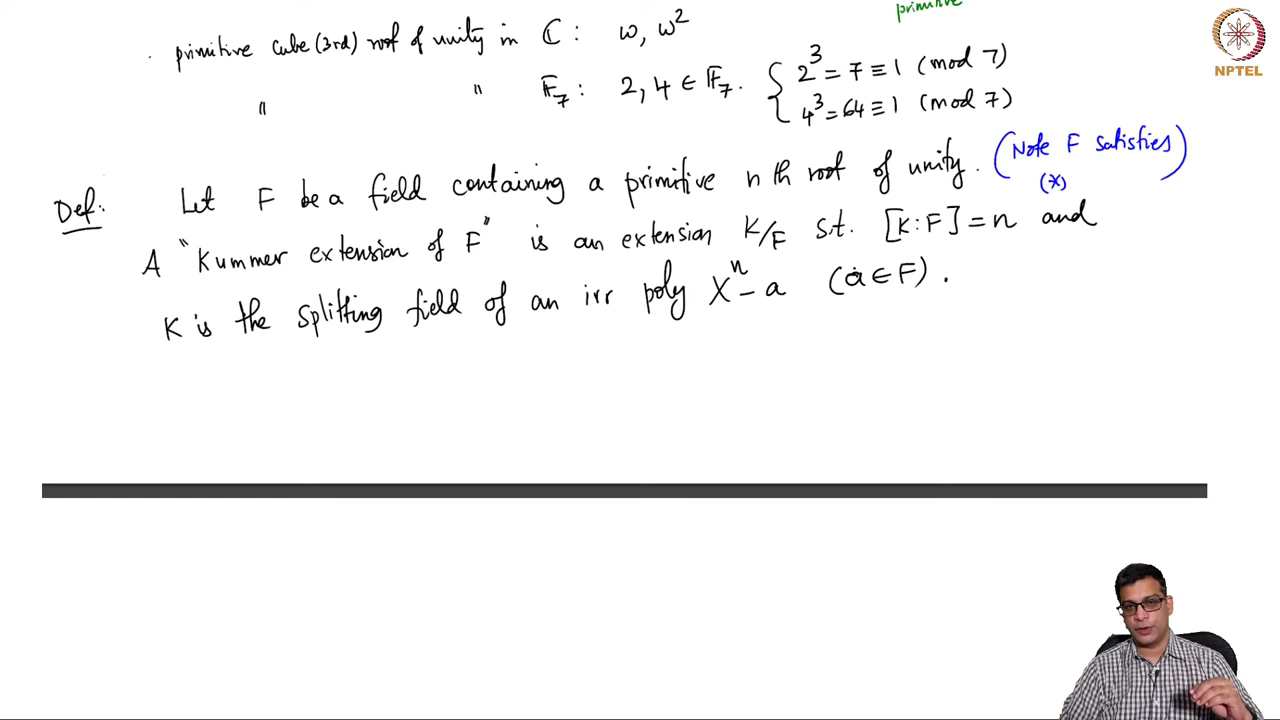 primitive
NPTEL
. primitive cube (3rd) root of unity in ℂ : ω, ω²
" " 𝔽₇ : 2, 4 ∈ 𝔽₇. { 2³ = 7 ≡ 1 (mod 7)
4³ = 64 ≡ 1 (mod 7)
Def: Let F be a field containing a primitive n th root of unity. (Note F satisfies (*))
A "Kummer extension of F" is an extension K/F s.t. [K:F] = n and
K is the splitting field of an irr poly Xⁿ - a (a ∈ F).